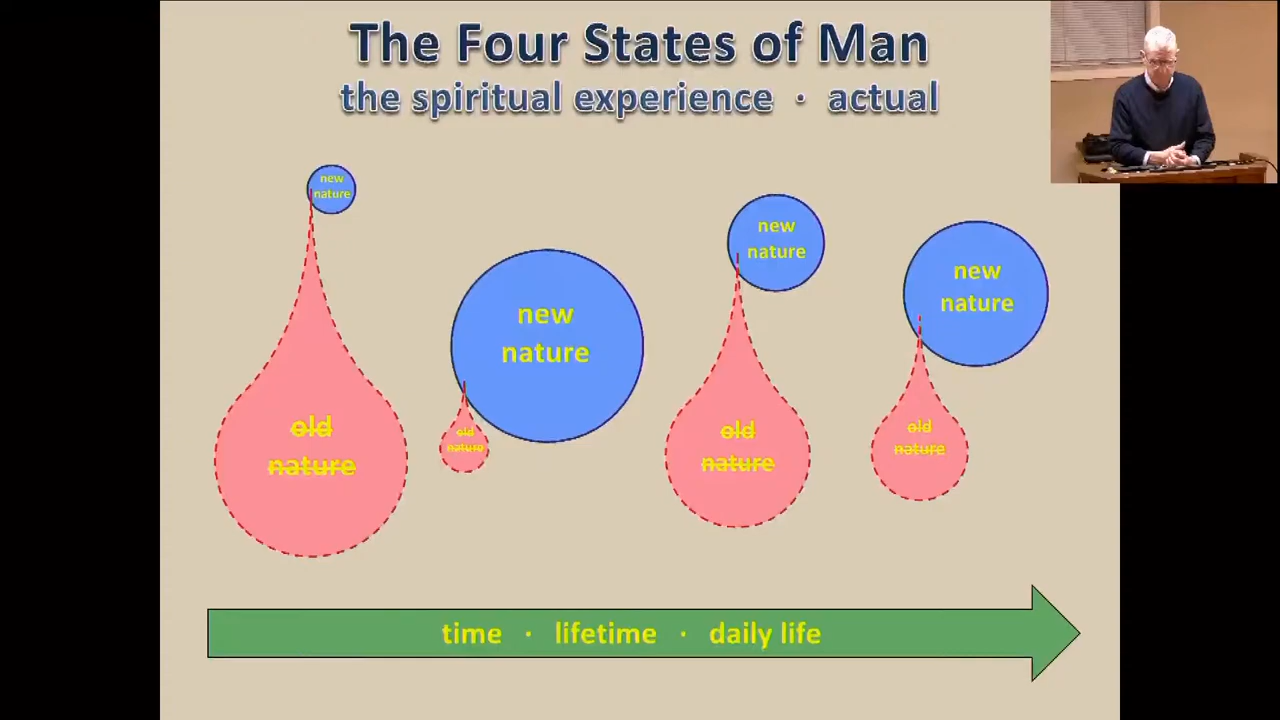 The Four States of Man
the spiritual experience · actual
new
nature
old
nature
new
nature
old
nature
new
nature
old
nature
new
nature
old
nature
time · lifetime · daily life